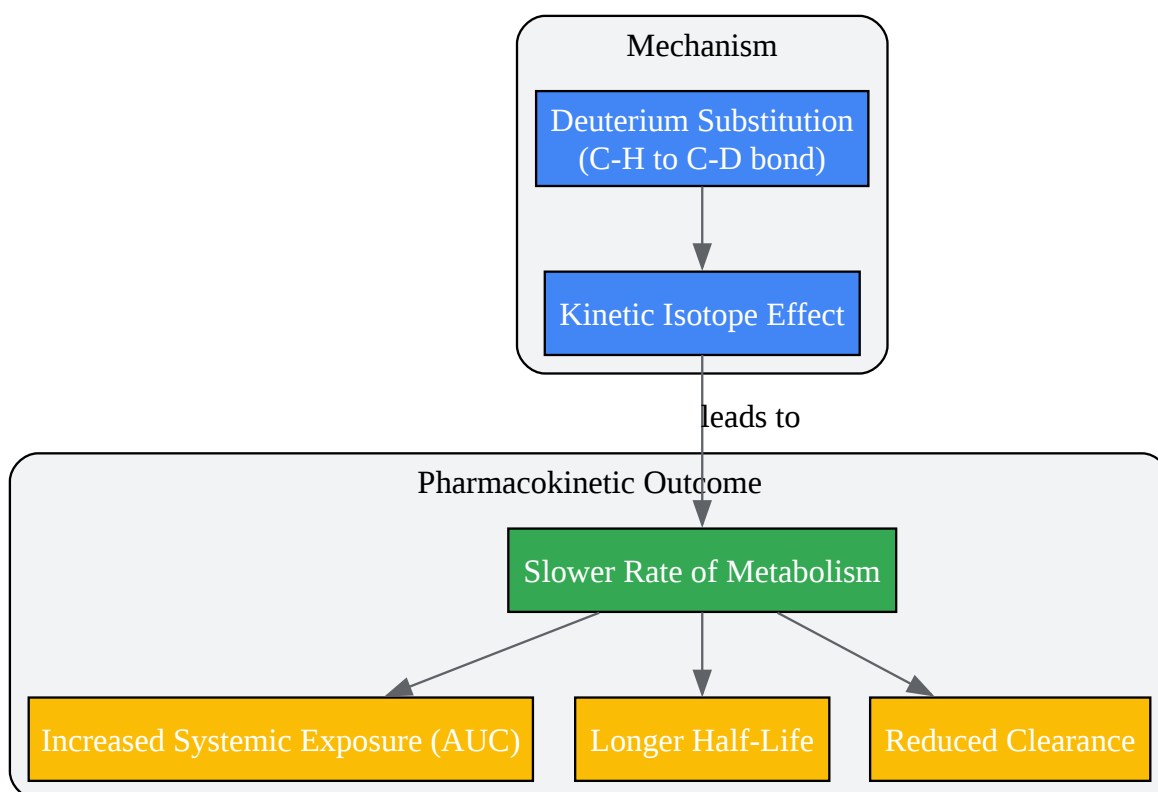 Mechanism
Deuterium Substitution
(C-H to C-D bond)
Kinetic Isotope Effect
leads to
Pharmacokinetic Outcome
Slower Rate of Metabolism
Increased Systemic Exposure (AUC)
Longer Half-Life
Reduced Clearance